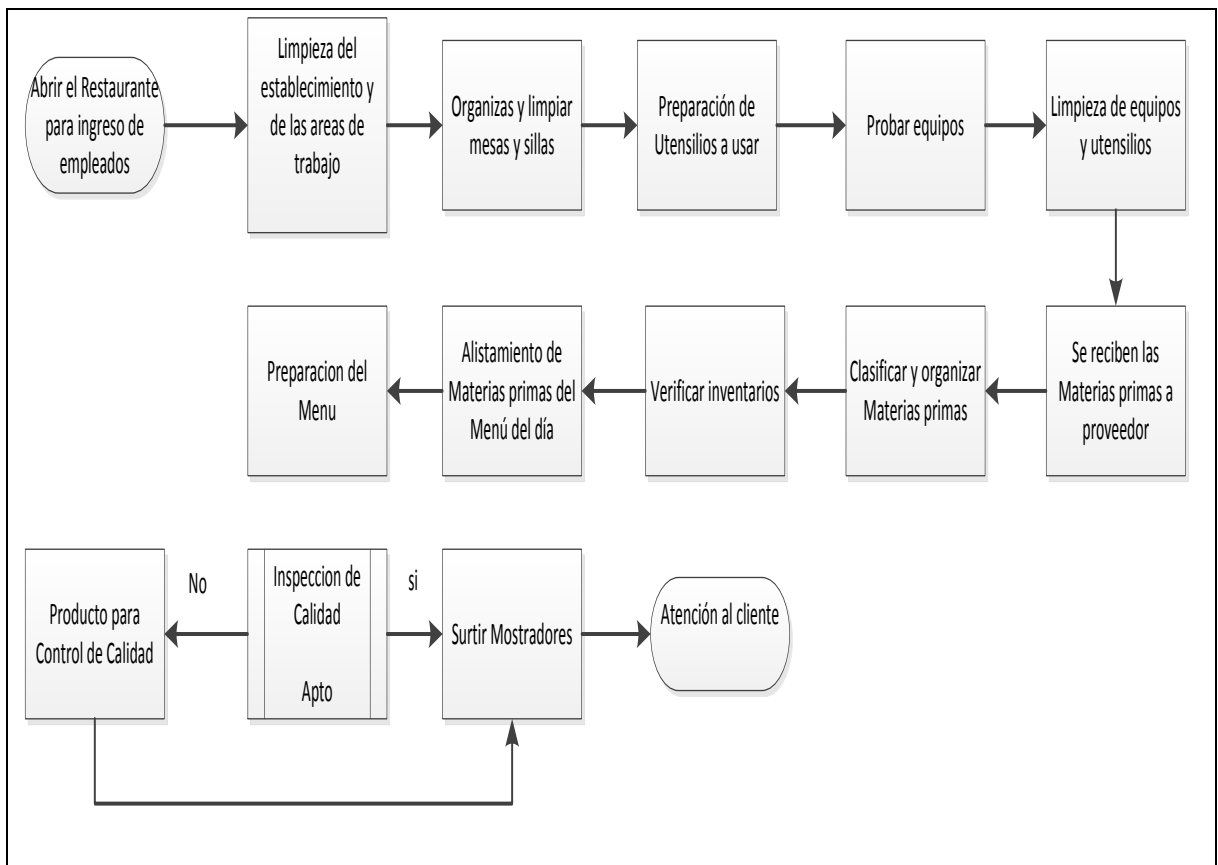 Abrir el Restaurante
para ingreso de
empleados
Limpieza del
establecimiento y
de las areas de
trabajo
Organizas y limpiar
mesas y sillas
Preparación de
Utensilios a usar
Probar equipos
Limpieza de equipos
y utensilios
Se reciben las
Materias primas a
proveedor
Clasificar y organizar
Materias primas
Verificar inventarios
Alistamiento de
Materias primas del
Menú del día
Preparacion del
Menu
Producto para
Control de Calidad
No
Inspeccion de
Calidad
Apto
si
Surtir Mostradores
Atención al cliente